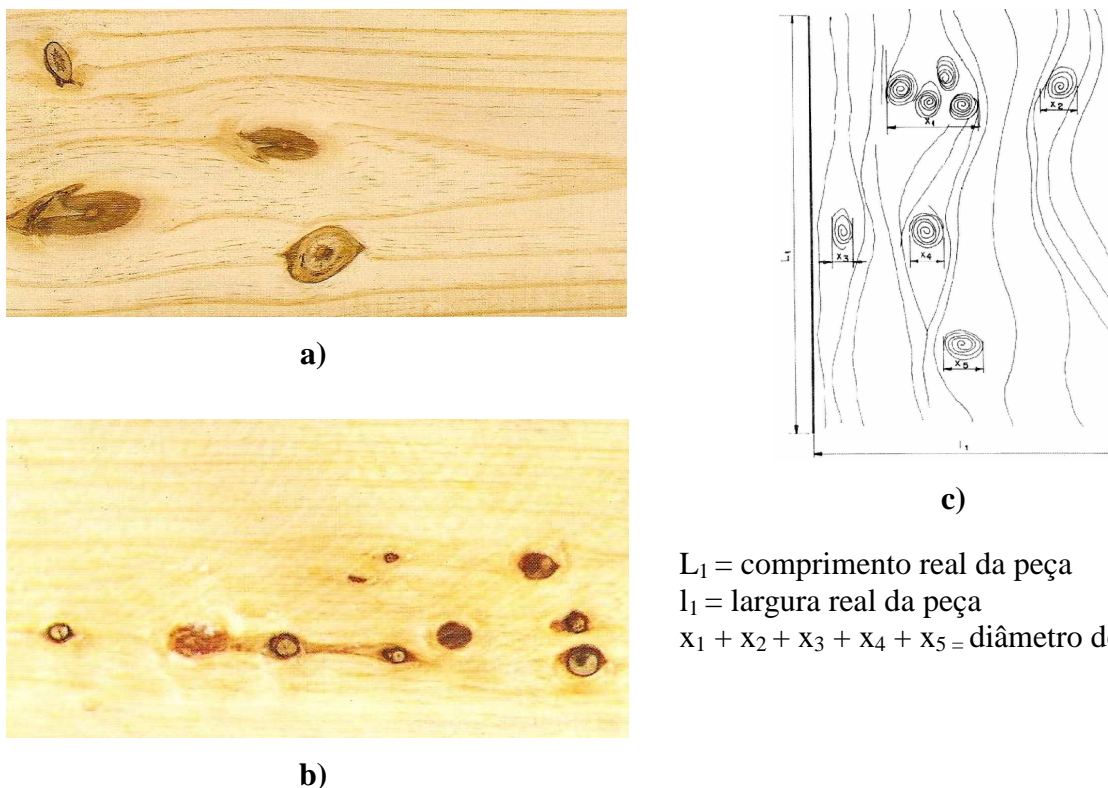 a)
b)
L₁
x₁
x₂
x₃
x₄
x₅
l₁
c)
L₁ = comprimento real da peça
l₁ = largura real da peça
x₁ + x₂ + x₃ + x₄ + x₅ = diâmetro